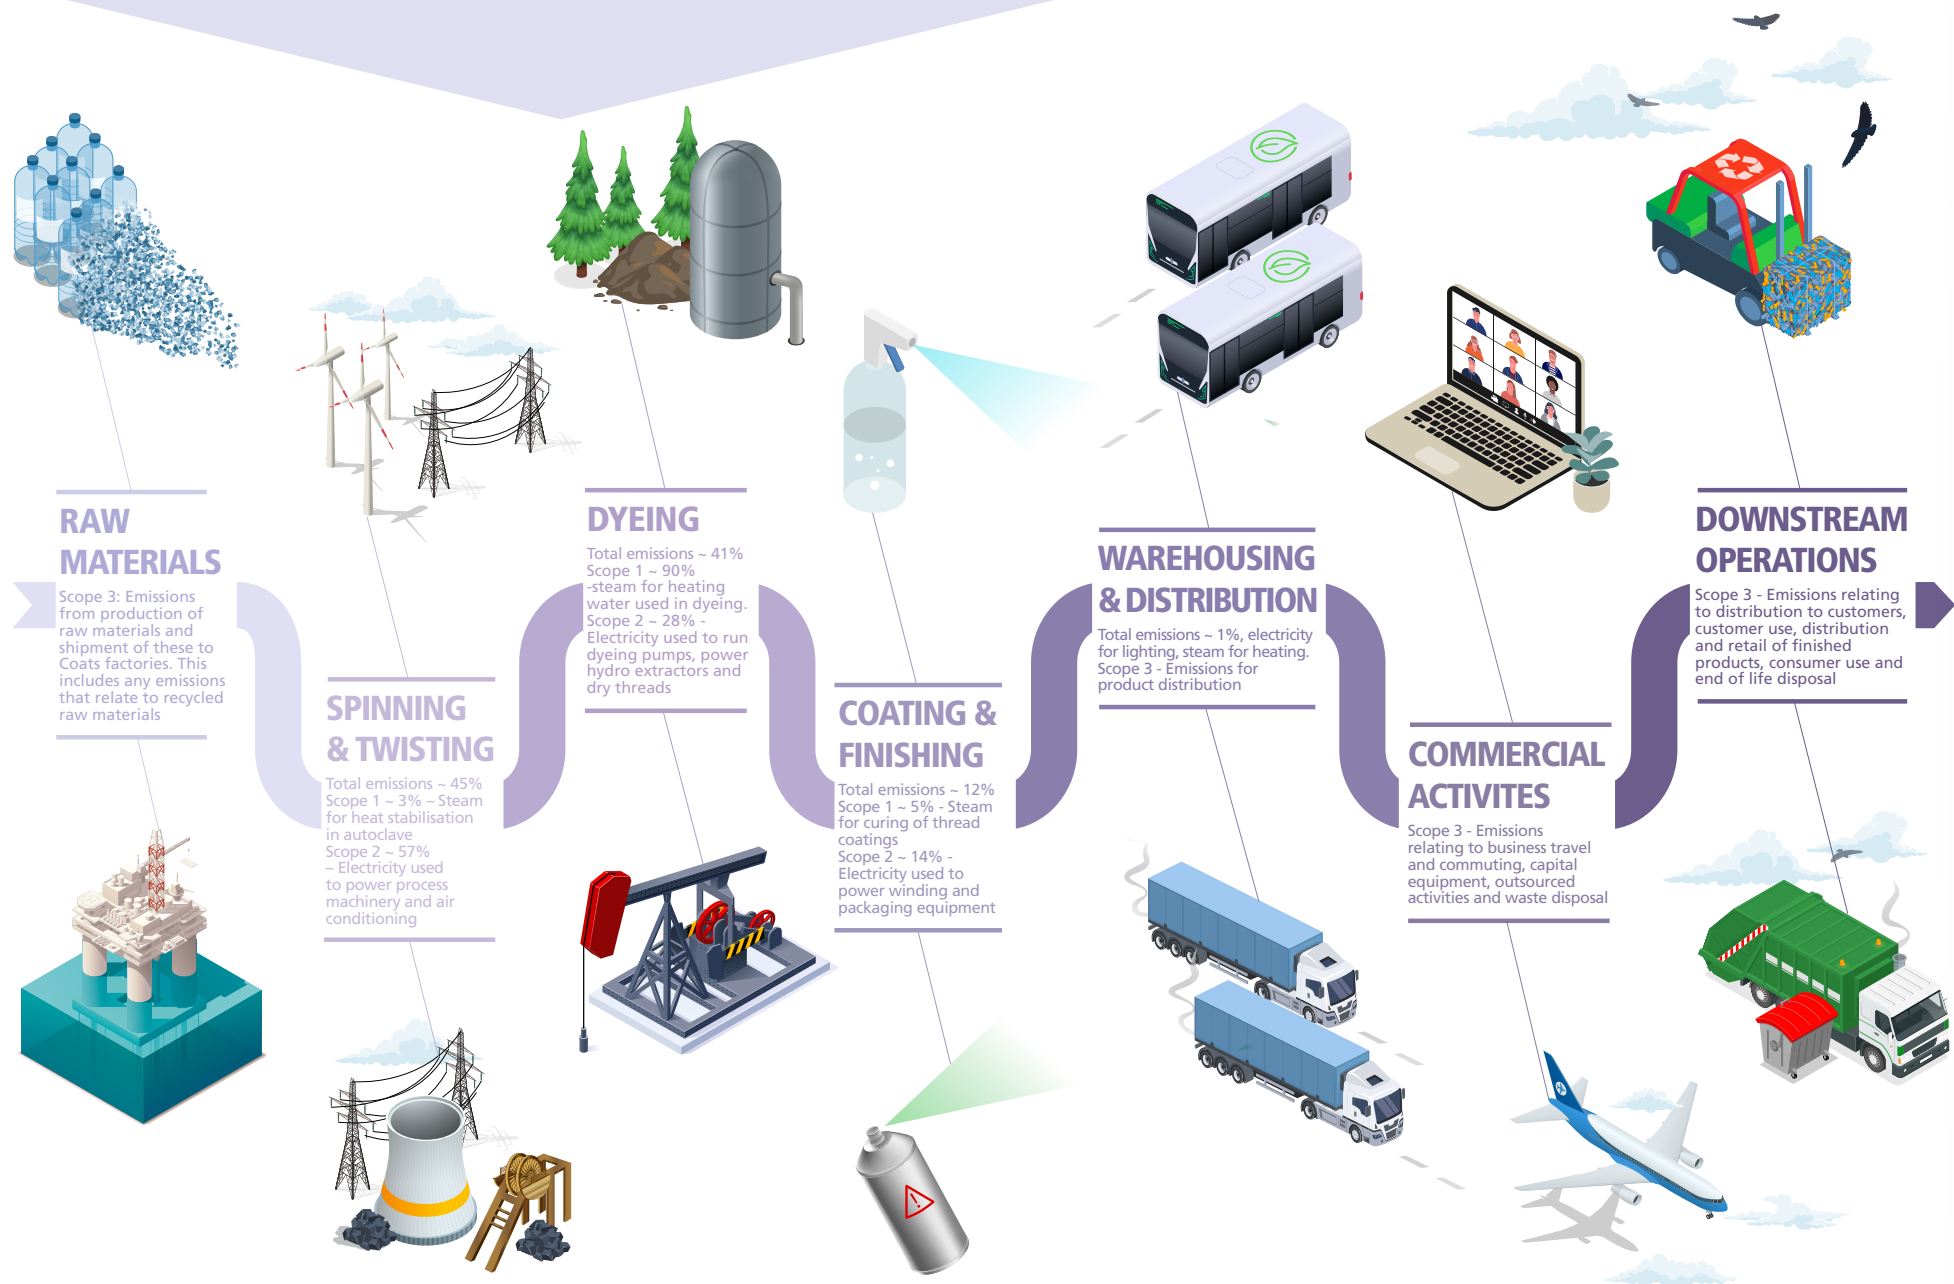 RAW
MATERIALS
Scope 3: Emissions
from production of
raw materials and
shipment of these to
Coats factories. This
includes any emissions
that relate to recycled
raw materials
SPINNING
& TWISTING
Total emissions ~ 45%
Scope 1 ~ 3% – Steam
for heat stabilisation
in autoclave
Scope 2 ~ 57%
– Electricity used
to power process
machinery and air
conditioning
DYEING
Total emissions ~ 41%
Scope 1 ~ 90%
-steam for heating
water used in dyeing.
Scope 2 ~ 28% -
Electricity used to run
dyeing pumps, power
hydro extractors and
dry threads
COATING &
FINISHING
Total emissions ~ 12%
Scope 1 ~ 5% - Steam
for curing of thread
coatings
Scope 2 ~ 14% -
Electricity used to
power winding and
packaging equipment
WAREHOUSING
& DISTRIBUTION
Total emissions ~ 1%, electricity
for lighting, steam for heating.
Scope 3 - Emissions for
product distribution
COMMERCIAL
ACTIVITES
Scope 3 - Emissions
relating to business travel
and commuting, capital
equipment, outsourced
activities and waste disposal
DOWNSTREAM
OPERATIONS
Scope 3 - Emissions relating
to distribution to customers,
customer use, distribution
and retail of finished
products, consumer use and
end of life disposal